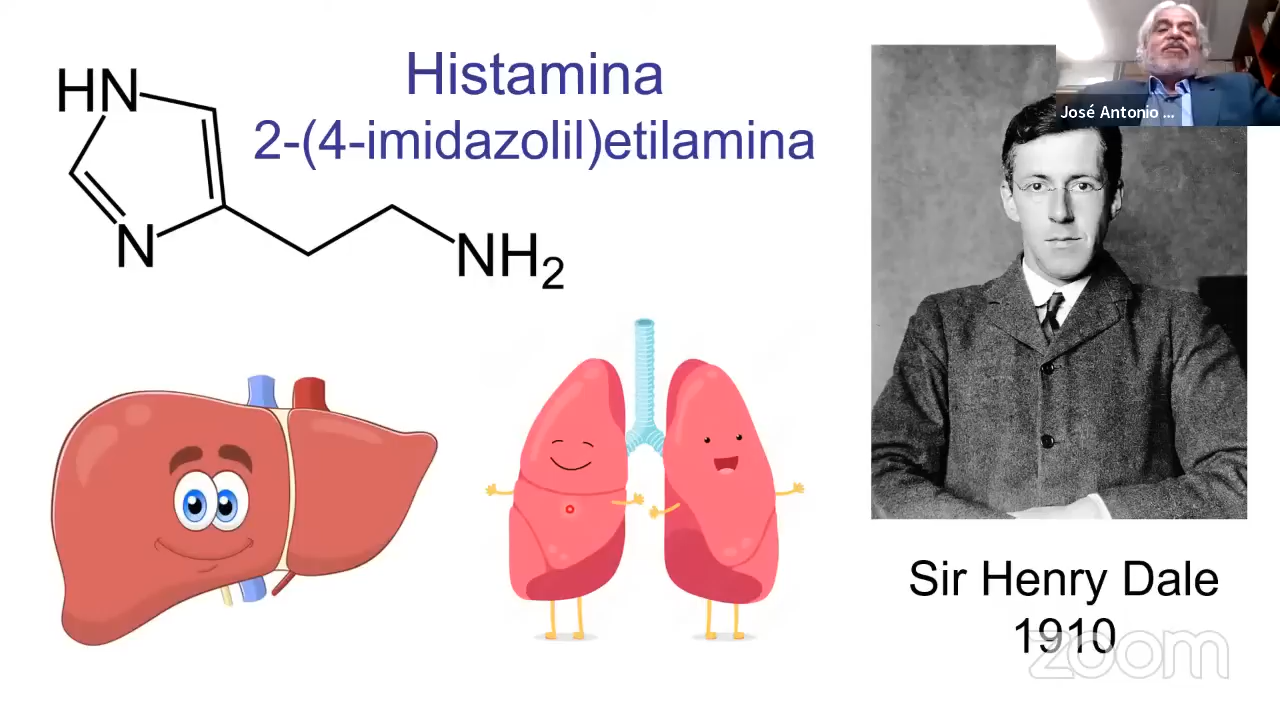 HN
N
NH2
Histamina
2-(4-imidazolil)etilamina
José Antonio ...
Sir Henry Dale
1910
zoom